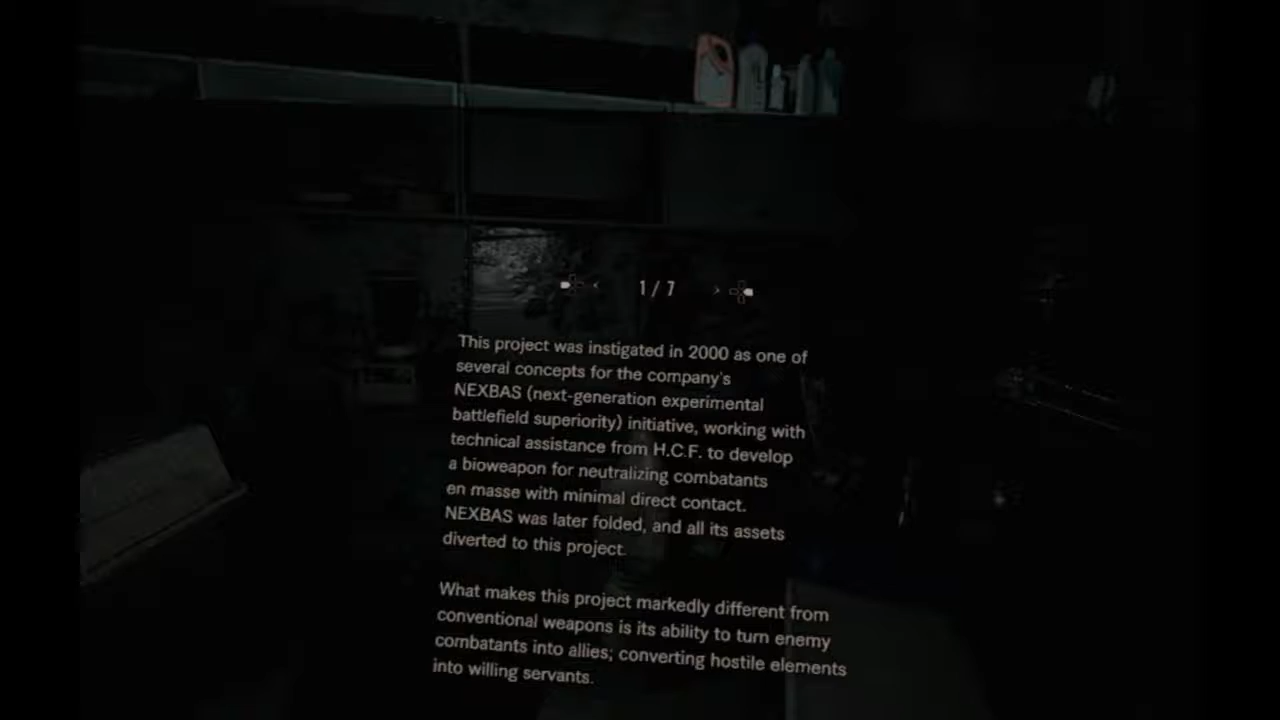 1 / 7
This project was instigated in 2000 as one of
several concepts for the company's
NEXBAS (next-generation experimental
battlefield superiority) initiative, working with
technical assistance from H.C.F. to develop
a bioweapon for neutralizing combatants
en masse with minimal direct contact.
NEXBAS was later folded, and all its assets
diverted to this project.
What makes this project markedly different from
conventional weapons is its ability to turn enemy
combatants into allies; converting hostile elements
into willing servants.